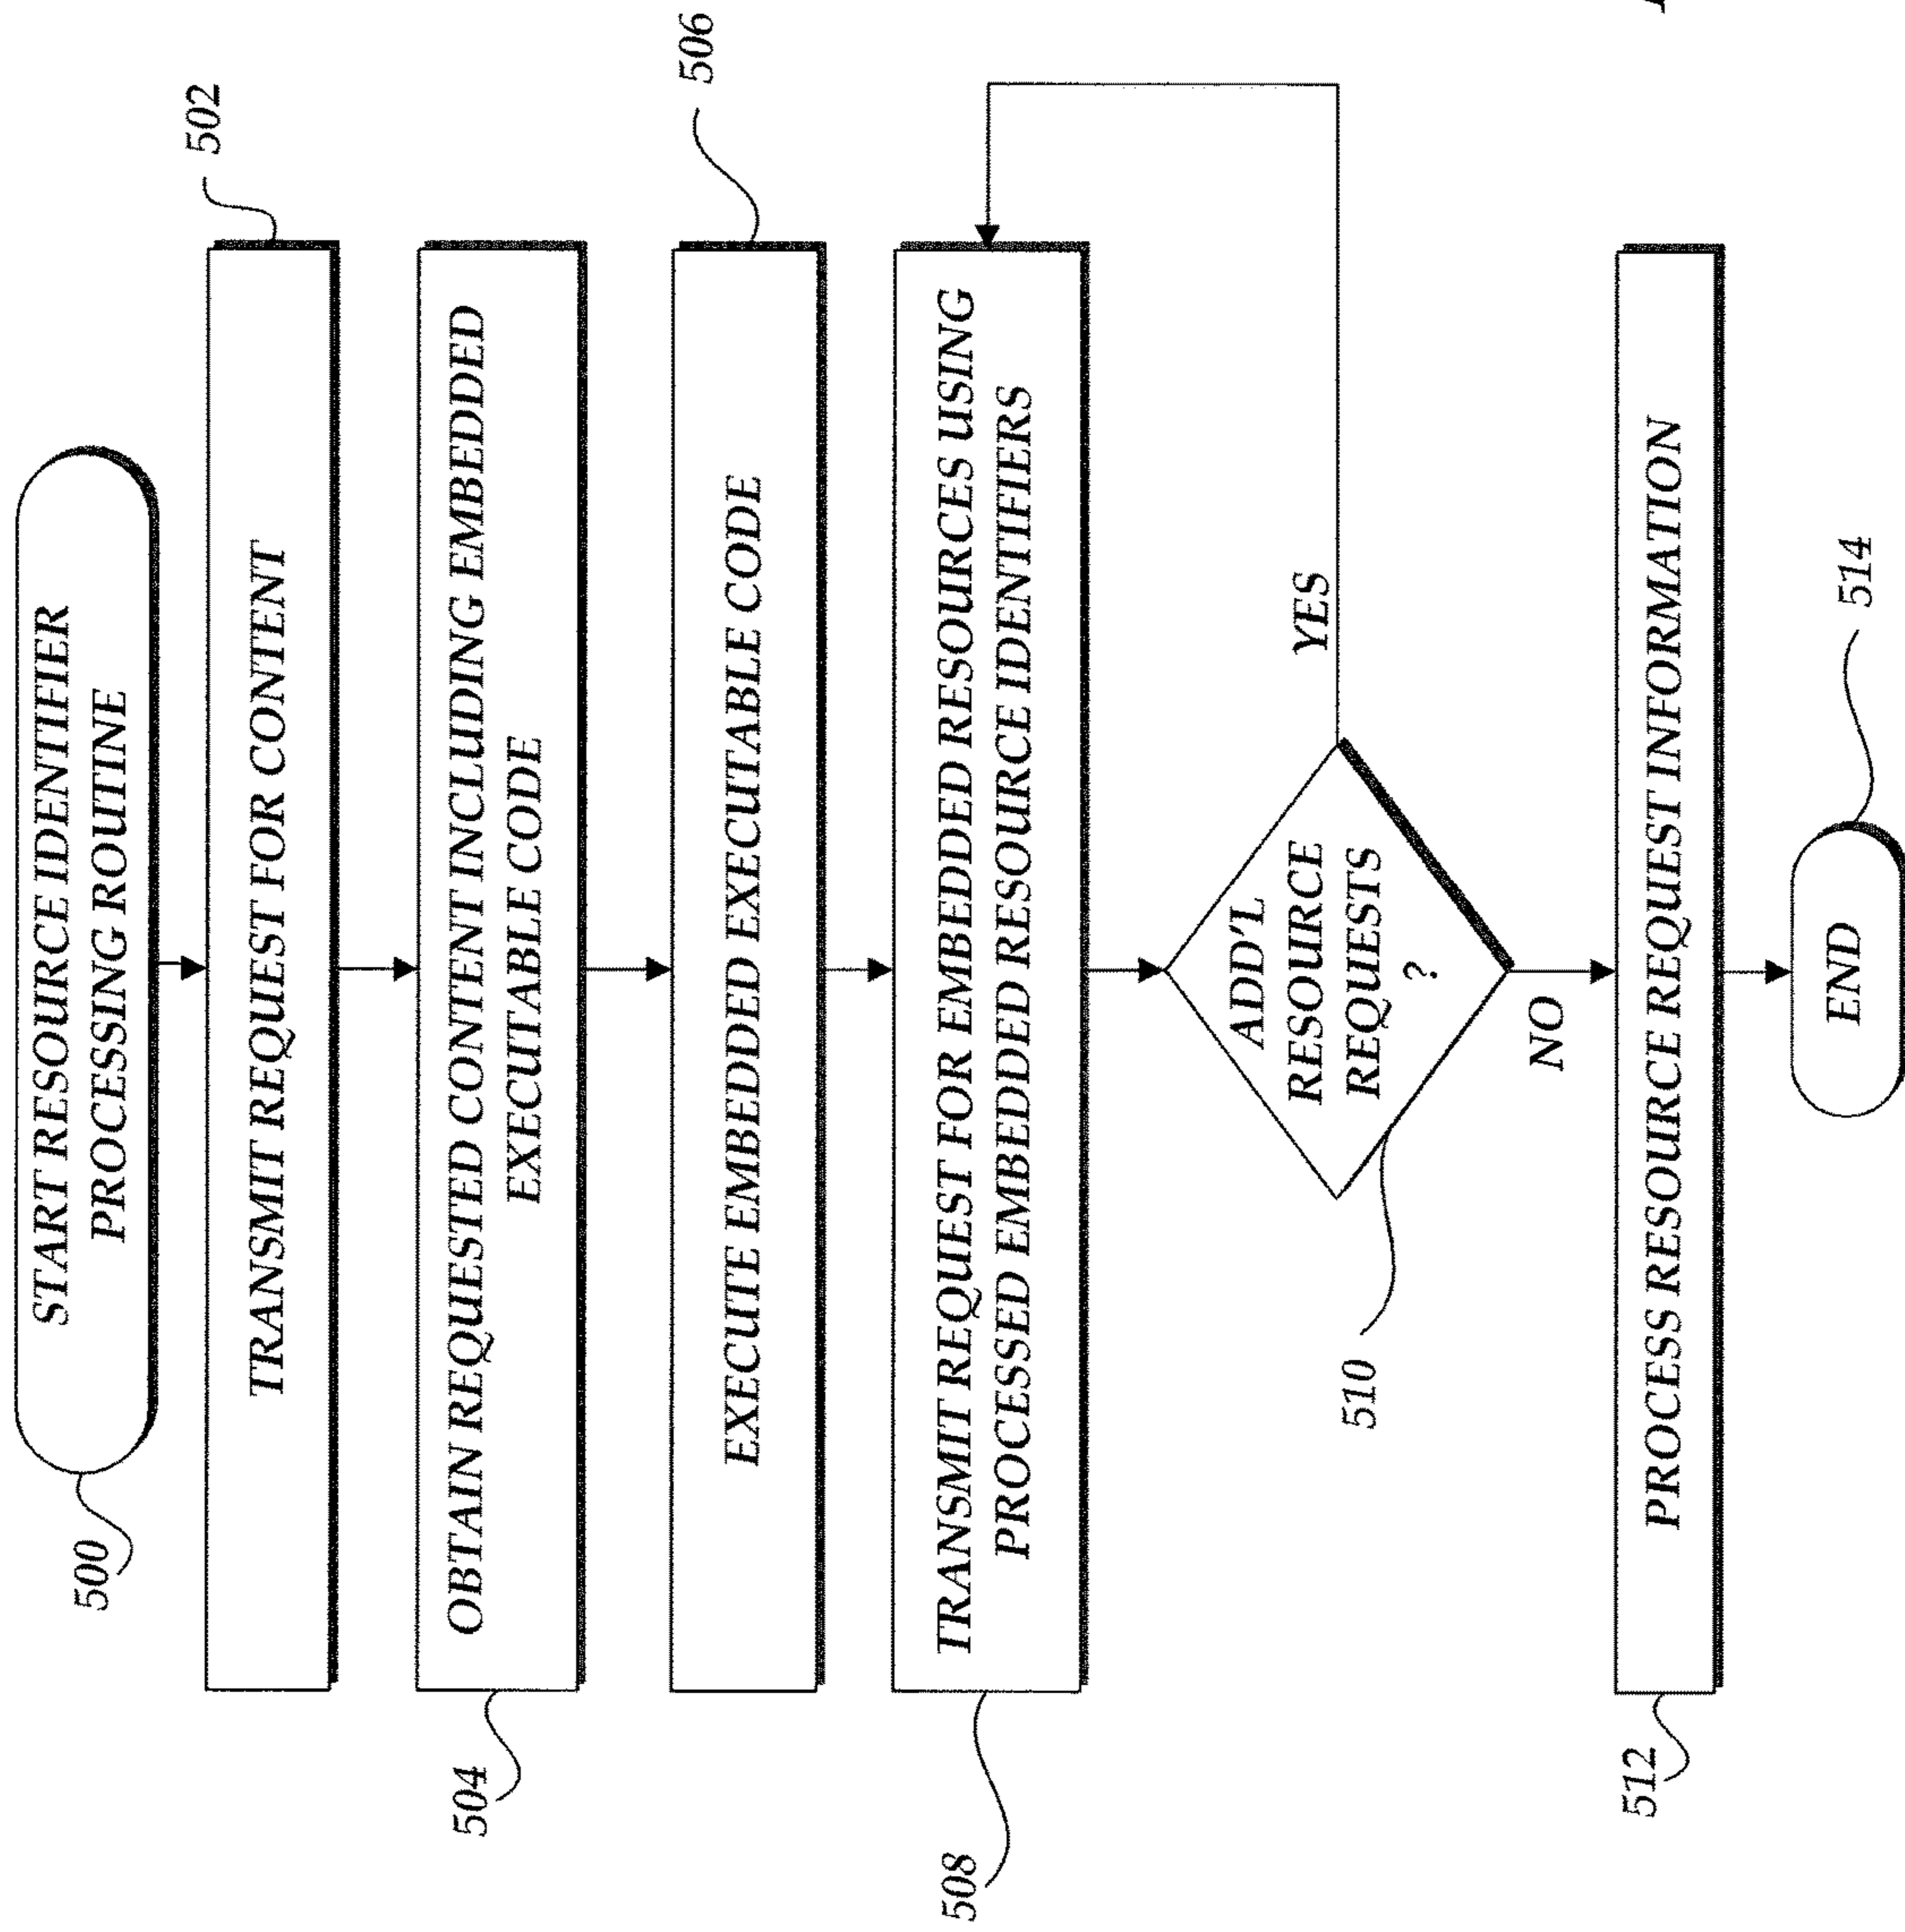 500
START RESOURCE IDENTIFIER
PROCESSING ROUTINE
502
TRANSMIT REQUEST FOR CONTENT
504
OBTAIN REQUESTED CONTENT INCLUDING EMBEDDED
EXECUTABLE CODE
506
EXECUTE EMBEDDED EXECUTABLE CODE
508
TRANSMIT REQUEST FOR EMBEDDED RESOURCES USING
PROCESSED EMBEDDED RESOURCE IDENTIFIERS
510
ADD'L
RESOURCE
REQUESTS
?
YES
NO
512
PROCESS RESOURCE REQUEST INFORMATION
514
END